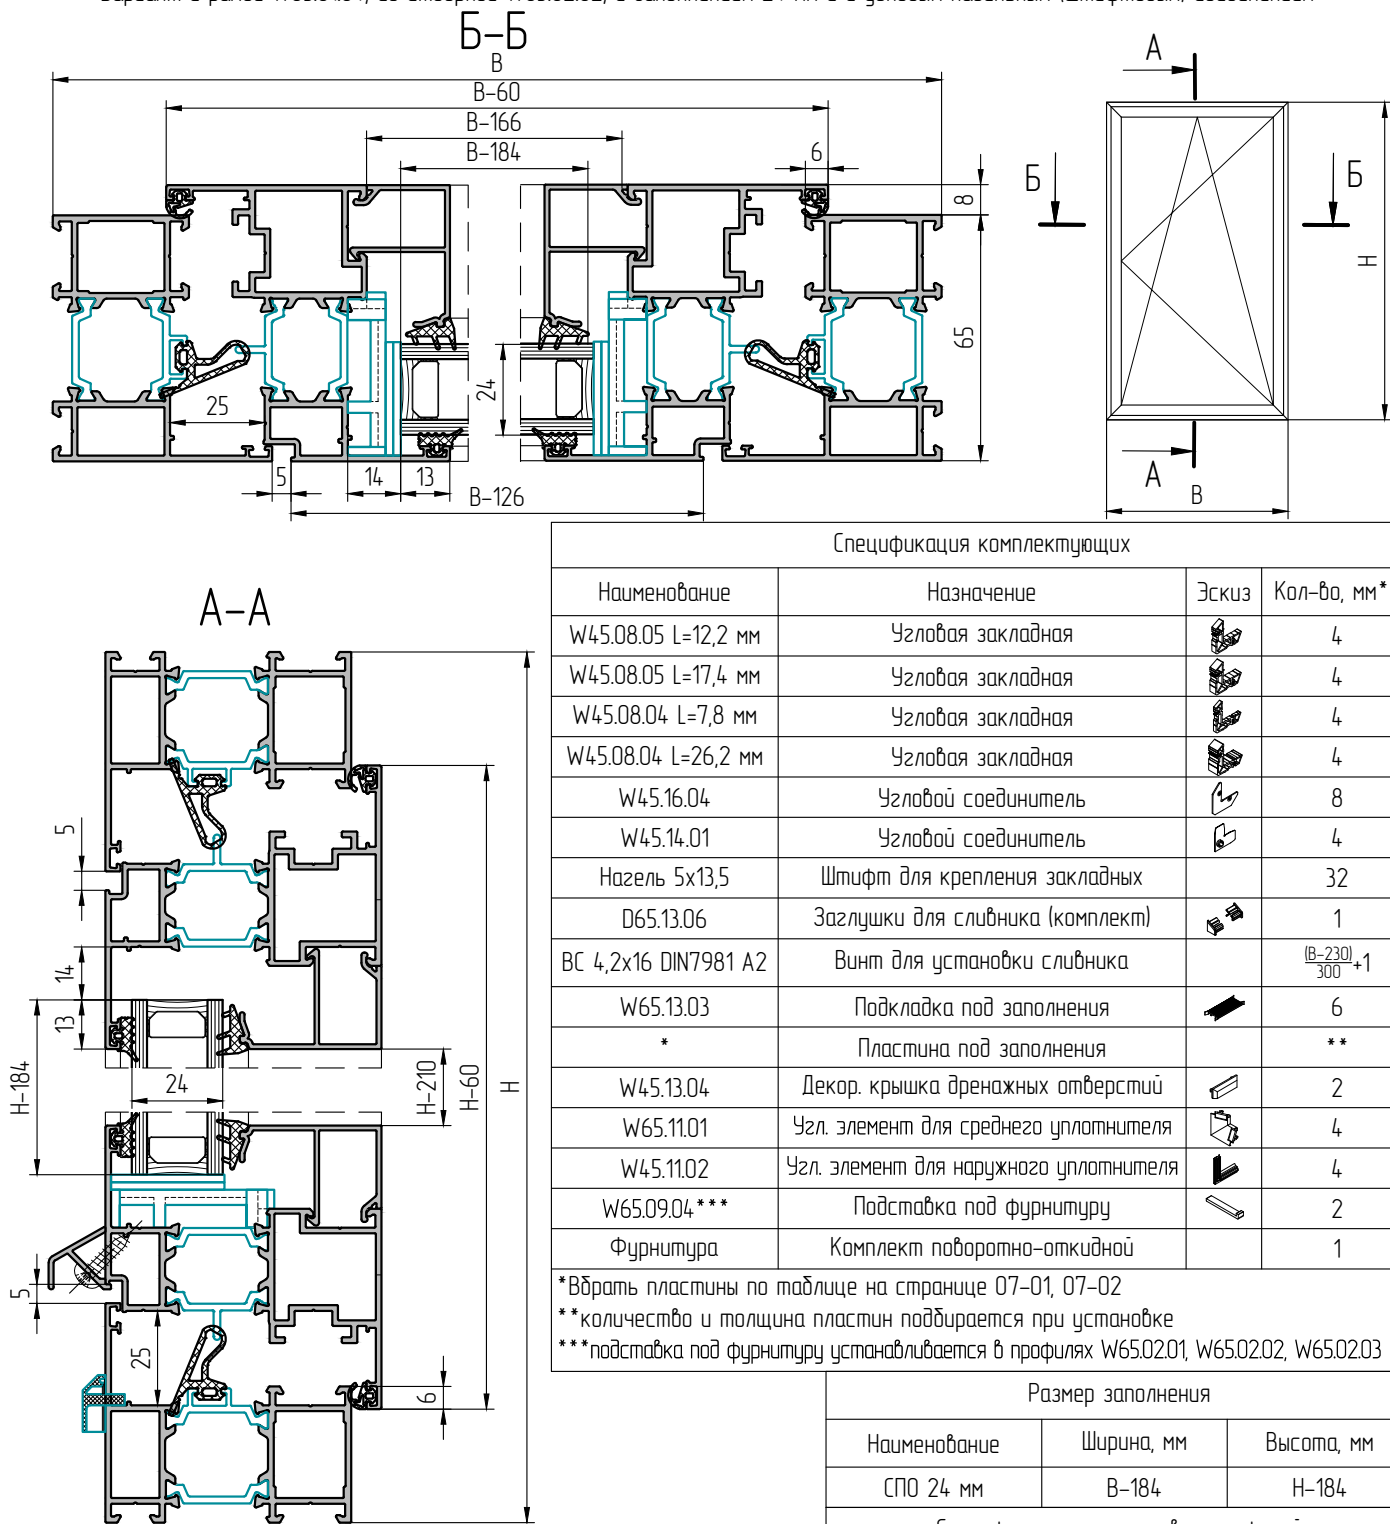 Б–Б
B
B–60
B–166
B–184
6
8
65
24
25
5
14
13
B–126
А
Б
Б
H
А
B
А–А
5
14
13
H–184
24
H–210
H–60
H
5
25
6
Спецификация комплектующих
Наименование Назначение Эскиз Кол-во, мм*
W45.08.05 L=12,2 мм Угловая закладная 4
W45.08.05 L=17,4 мм Угловая закладная 4
W45.08.04 L=7,8 мм Угловая закладная 4
W45.08.04 L=26,2 мм Угловая закладная 4
W45.16.04 Угловой соединитель 8
W45.14.01 Угловой соединитель 4
Нагель 5x13,5 Штифт для крепления закладных 32
D65.13.06 Заглушки для сливника (комплект) 1
ВС 4,2x16 DIN7981 A2 Винт для установки сливника (B–230)/300+1
W65.13.03 Подкладка под заполнения 6
* Пластина под заполнения **
W45.13.04 Декор. крышка дренажных отверстий 2
W65.11.01 Угл. элемент для среднего уплотнителя 4
W45.11.02 Угл. элемент для наружного уплотнителя 4
W65.09.04*** Подставка под фурнитуру 2
Фурнитура Комплект поворотно-откидной 1
*Вбрать пластины по таблице на странице 07–01, 07–02
**количество и толщина пластин подбирается при установке
***подставка под фурнитуру устанавливается в профилях W65.02.01, W65.02.02, W65.02.03
Размер заполнения
Наименование Ширина, мм Высота, мм
СПО 24 мм B–184 H–184